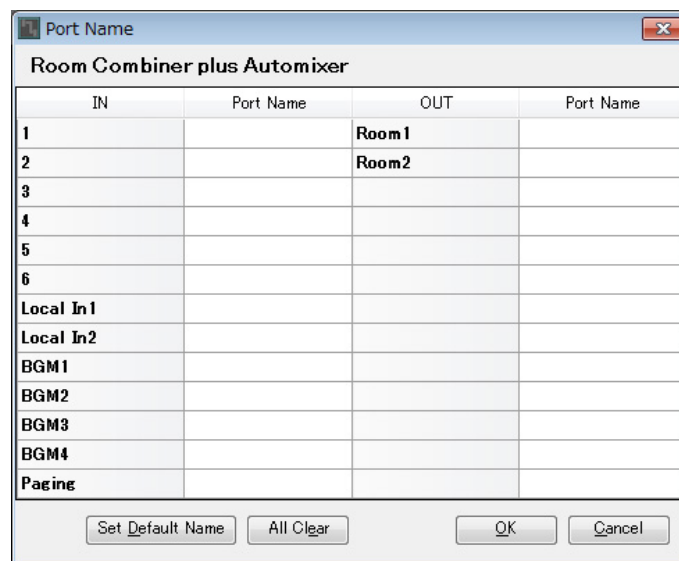 Port Name
Room Combiner plus Automixer
IN Port Name OUT Port Name
1 Room1
2 Room2
3
4
5
6
Local In1
Local In2
BGM1
BGM2
BGM3
BGM4
Paging
Set Default Name All Clear OK Cancel